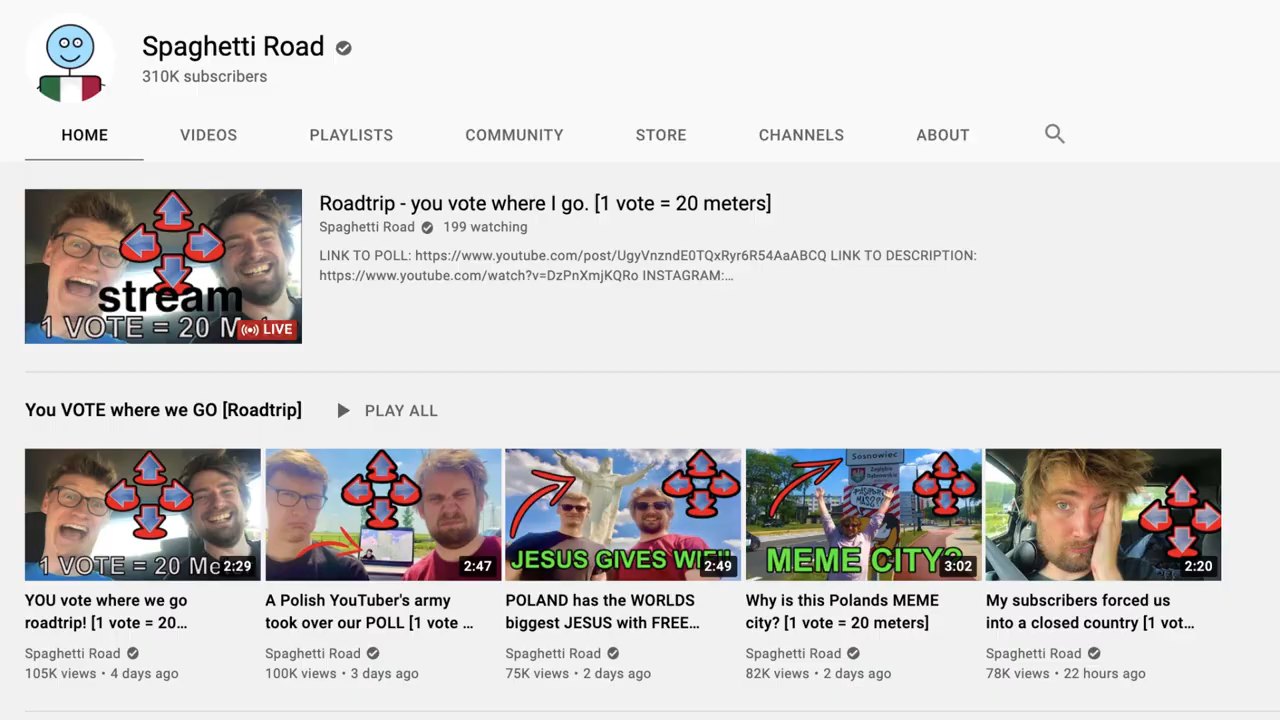 Spaghetti Road
310K subscribers
HOME VIDEOS PLAYLISTS COMMUNITY STORE CHANNELS ABOUT
Roadtrip - you vote where I go. [1 vote = 20 meters]
Spaghetti Road 199 watching
LINK TO POLL: https://www.youtube.com/post/UgyVnzndE0TQxRyr6R54AaABCQ LINK TO DESCRIPTION:
https://www.youtube.com/watch?v=DzPnXmjKQRo INSTAGRAM:...
stream
1 VOTE = 20 M
LIVE
You VOTE where we GO [Roadtrip] PLAY ALL
1 VOTE = 20 Me
2:29
2:47
JESUS GIVES WIFI!
2:49
Sosnowiec
MEME CITY?
3:02
2:20
YOU vote where we go
roadtrip! [1 vote = 20...
Spaghetti Road
105K views • 4 days ago
A Polish YouTuber's army
took over our POLL [1 vote ...
Spaghetti Road
100K views • 3 days ago
POLAND has the WORLDS
biggest JESUS with FREE...
Spaghetti Road
75K views • 2 days ago
Why is this Polands MEME
city? [1 vote = 20 meters]
Spaghetti Road
82K views • 2 days ago
My subscribers forced us
into a closed country [1 vot...
Spaghetti Road
78K views • 22 hours ago